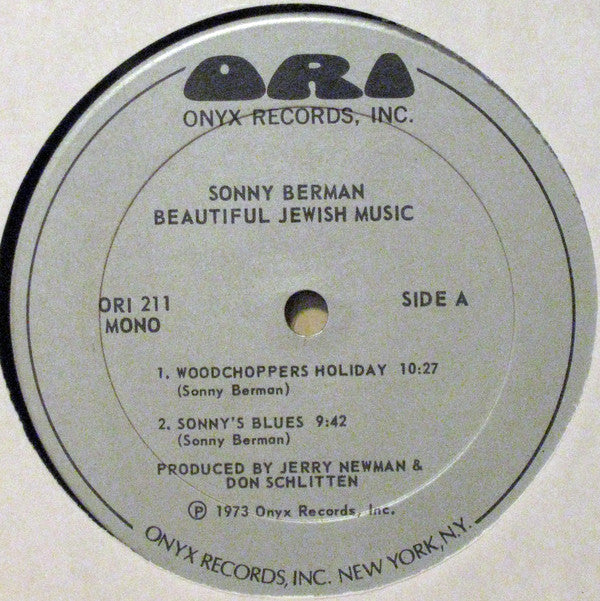 ORI
ONYX RECORDS, INC.
SONNY BERMAN
BEAUTIFUL JEWISH MUSIC
ORI 211
MONO
SIDE A
1. WOODCHOPPERS HOLIDAY 10:27
(Sonny Berman)
2. SONNY'S BLUES 9:42
(Sonny Berman)
PRODUCED BY JERRY NEWMAN &
DON SCHLITTEN
℗ 1973 Onyx Records, Inc.
ONYX RECORDS, INC. NEW YORK, N.Y.